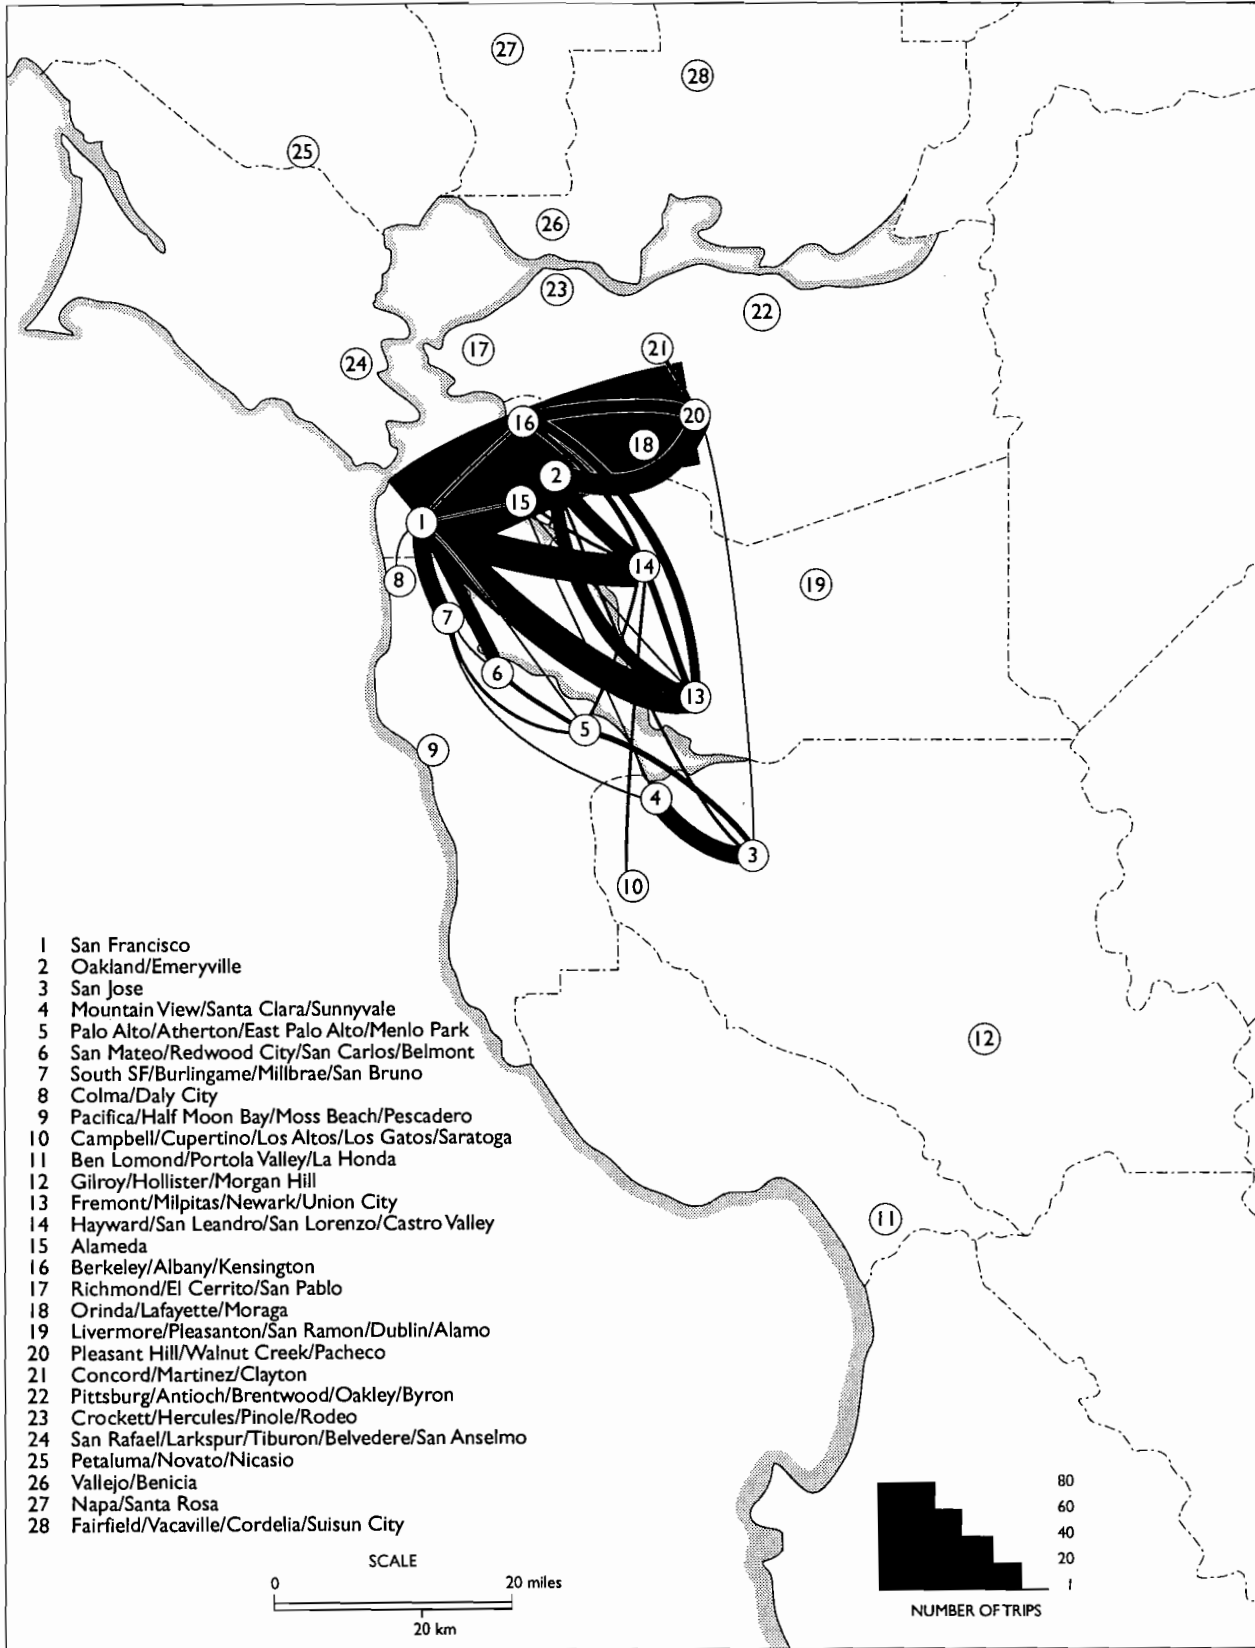 27
28
25
26
23
22
24
17
21
16
20
18
2
15
1
14
8
19
7
6
13
5
9
4
3
10
12
11
1 San Francisco
2 Oakland/Emeryville
3 San Jose
4 Mountain View/Santa Clara/Sunnyvale
5 Palo Alto/Atherton/East Palo Alto/Menlo Park
6 San Mateo/Redwood City/San Carlos/Belmont
7 South SF/Burlingame/Millbrae/San Bruno
8 Colma/Daly City
9 Pacifica/Half Moon Bay/Moss Beach/Pescadero
10 Campbell/Cupertino/Los Altos/Los Gatos/Saratoga
11 Ben Lomond/Portola Valley/La Honda
12 Gilroy/Hollister/Morgan Hill
13 Fremont/Milpitas/Newark/Union City
14 Hayward/San Leandro/San Lorenzo/Castro Valley
15 Alameda
16 Berkeley/Albany/Kensington
17 Richmond/El Cerrito/San Pablo
18 Orinda/Lafayette/Moraga
19 Livermore/Pleasanton/San Ramon/Dublin/Alamo
20 Pleasant Hill/Walnut Creek/Pacheco
21 Concord/Martinez/Clayton
22 Pittsburg/Antioch/Brentwood/Oakley/Byron
23 Crockett/Hercules/Pinole/Rodeo
24 San Rafael/Larkspur/Tiburon/Belvedere/San Anselmo
25 Petaluma/Novato/Nicasio
26 Vallejo/Benicia
27 Napa/Santa Rosa
28 Fairfield/Vacaville/Cordelia/Suisun City
SCALE
0 20 miles
20 km
80
60
40
20
1
NUMBER OF TRIPS